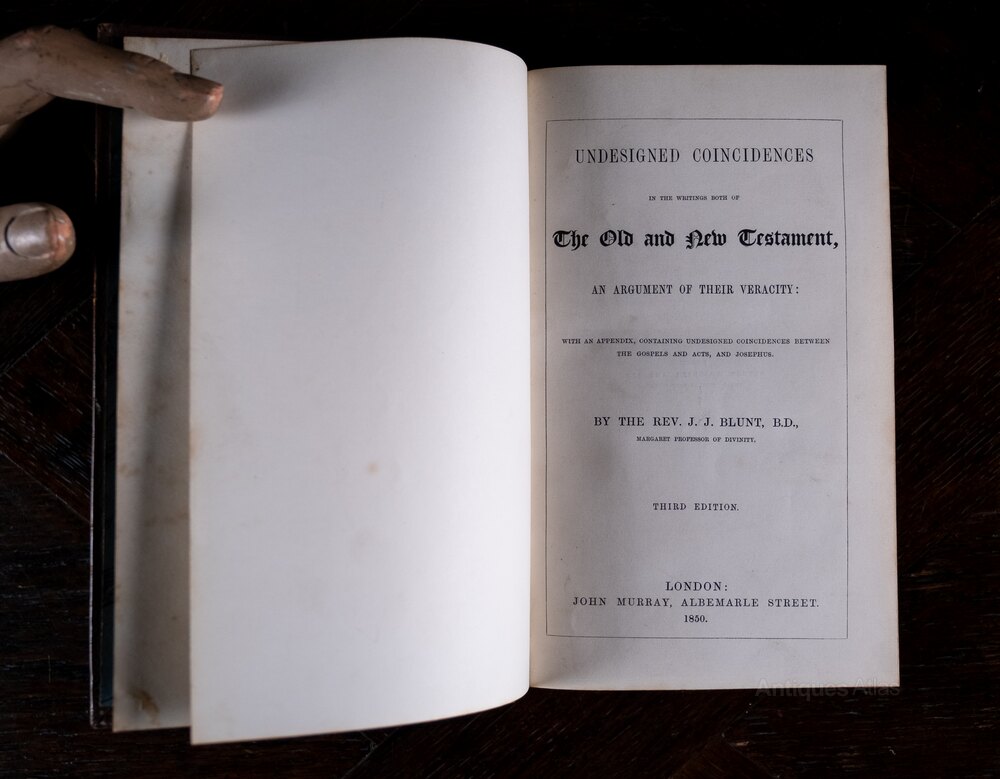 UNDESIGNED COINCIDENCES
IN THE WRITINGS BOTH OF
The Old and New Testament,
AN ARGUMENT OF THEIR VERACITY:
WITH AN APPENDIX, CONTAINING UNDESIGNED COINCIDENCES BETWEEN
THE GOSPELS AND ACTS, AND JOSEPHUS.
BY THE REV. J. J. BLUNT, B.D.,
MARGARET PROFESSOR OF DIVINITY.
THIRD EDITION.
LONDON:
JOHN MURRAY, ALBEMARLE STREET.
1850.
Antiques Atlas